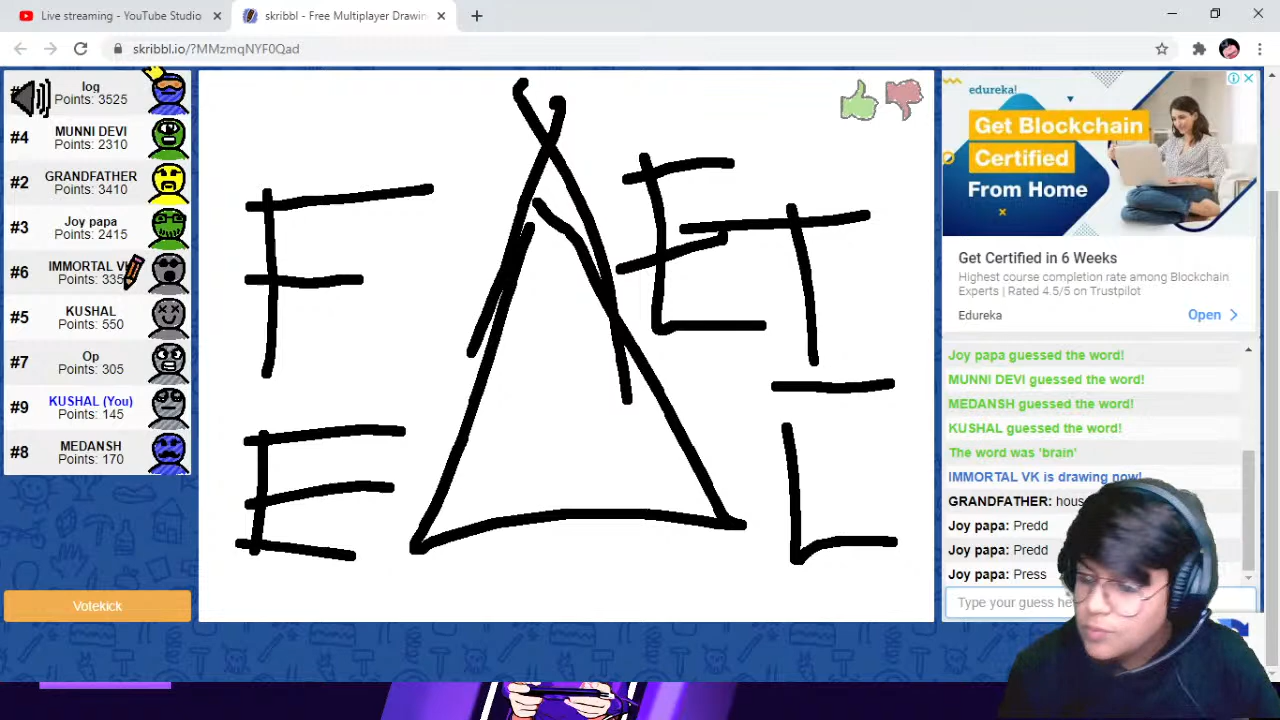 Live streaming - YouTube Studio
skribbl - Free Multiplayer Drawin
skribbl.io/?MMzmqNYF0Qad
log
Points: 3525
#4 MUNNI DEVI
Points: 2310
#2 GRANDFATHER
Points: 3410
#3 Joy papa
Points: 2415
#6 IMMORTAL VK
Points: 335
#5 KUSHAL
Points: 550
#7 Op
Points: 305
#9 KUSHAL (You)
Points: 145
#8 MEDANSH
Points: 170
Votekick
F
E
E
T
L
edureka!
Get Blockchain
Certified
From Home
Get Certified in 6 Weeks
Highest course completion rate among Blockchain
Experts | Rated 4.5/5 on Trustpilot
Edureka
Open
Joy papa guessed the word!
MUNNI DEVI guessed the word!
MEDANSH guessed the word!
KUSHAL guessed the word!
The word was 'brain'
IMMORTAL VK is drawing now!
GRANDFATHER: hous
Joy papa: Predd
Joy papa: Predd
Joy papa: Press
Type your guess he